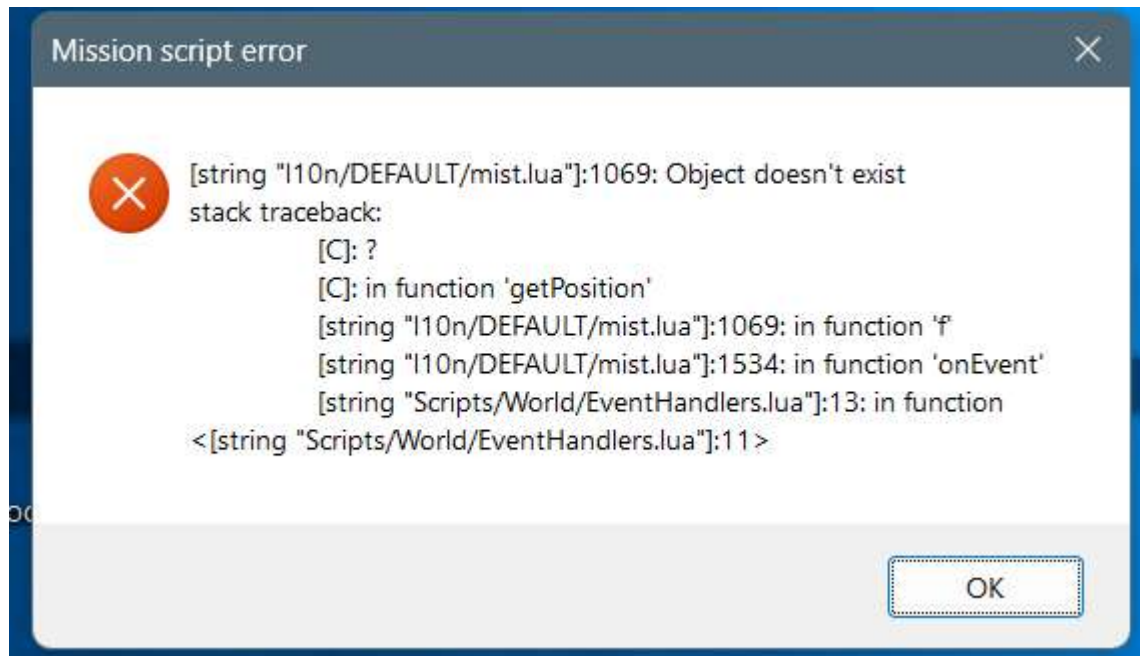 Mission script error
[string "l10n/DEFAULT/mist.lua"]:1069: Object doesn't exist
stack traceback:
[C]: ?
[C]: in function 'getPosition'
[string "l10n/DEFAULT/mist.lua"]:1069: in function 'f'
[string "l10n/DEFAULT/mist.lua"]:1534: in function 'onEvent'
[string "Scripts/World/EventHandlers.lua"]:13: in function
<[string "Scripts/World/EventHandlers.lua"]:11>
OK